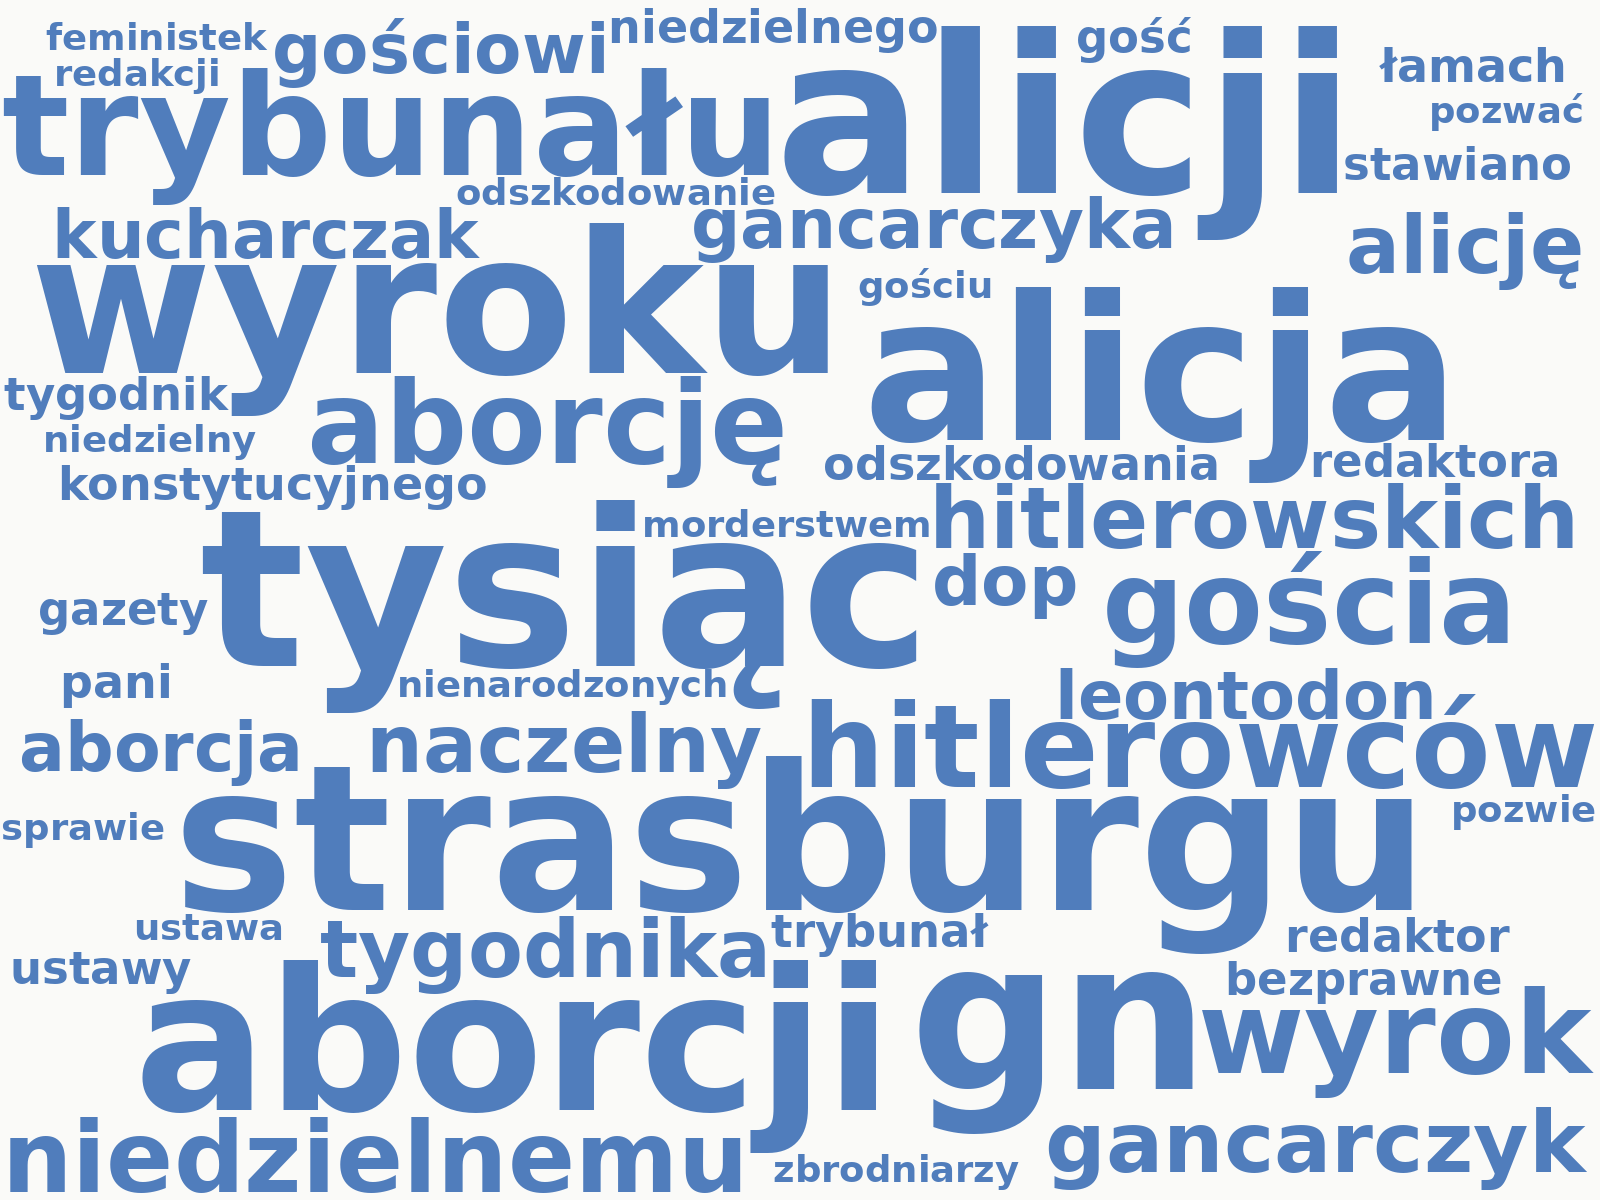 feministek
gościowi
niedzielnego
gość
redakcji
łamach
trybunału
alicji
pozwać
stawiano
odszkodowanie
kucharczak
gancarczyka
alicję
wyroku
gościu
alicja
tygodnik
aborcję
niedzielny
odszkodowania
redaktora
konstytucyjnego
tysiąc
morderstwem
hitlerowskich
gazety
dop
gościa
pani
nienarodzonych
leontodon
aborcja
naczelny
hitlerowców
sprawie
strasburgu
pozwie
ustawa
tygodnika
trybunał
redaktor
ustawy
bezprawne
aborcji
gn
wyrok
niedzielnemu
zbrodniarzy
gancarczyk